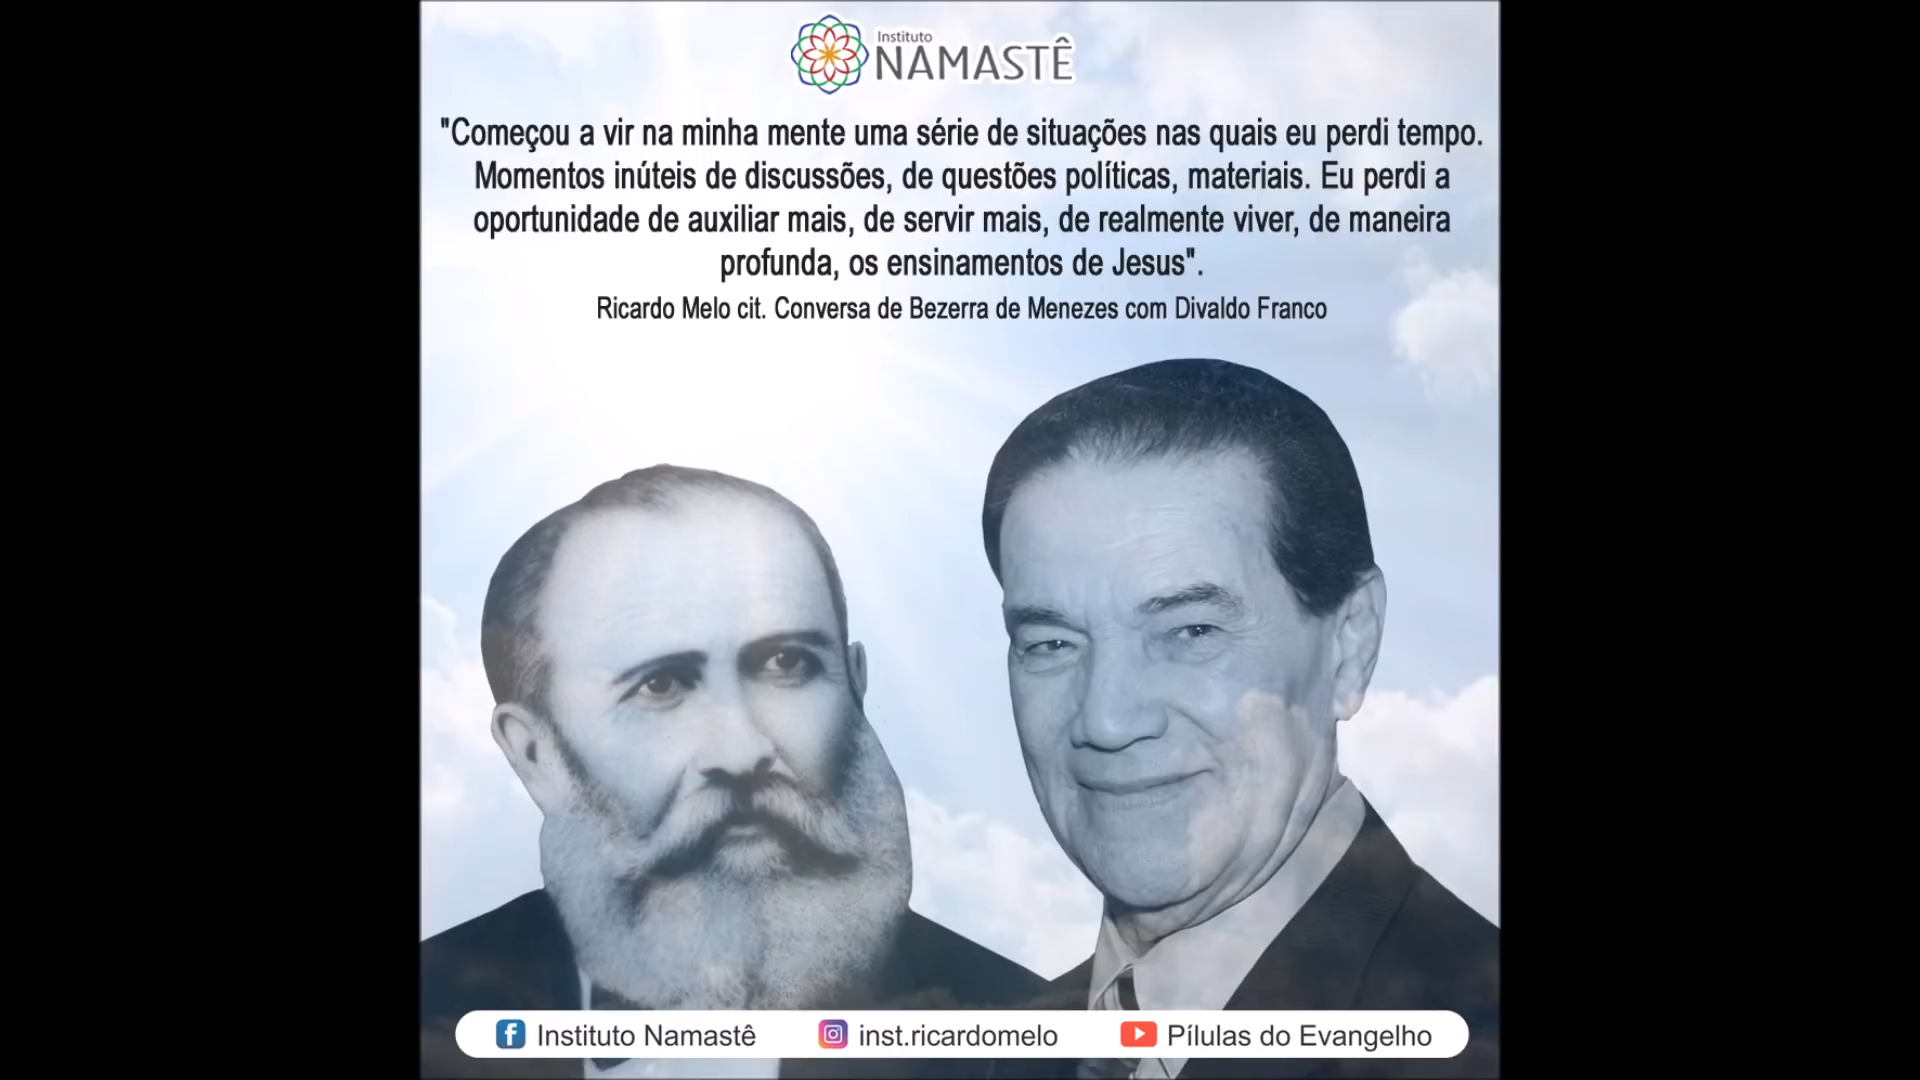 Instituto
NAMASTÊ
"Começou a vir na minha mente uma série de situações nas quais eu perdi tempo.
Momentos inúteis de discussões, de questões políticas, materiais. Eu perdi a
oportunidade de auxiliar mais, de servir mais, de realmente viver, de maneira
profunda, os ensinamentos de Jesus".
Ricardo Melo cit. Conversa de Bezerra de Menezes com Divaldo Franco
Instituto Namastê inst.ricardomelo Pílulas do Evangelho